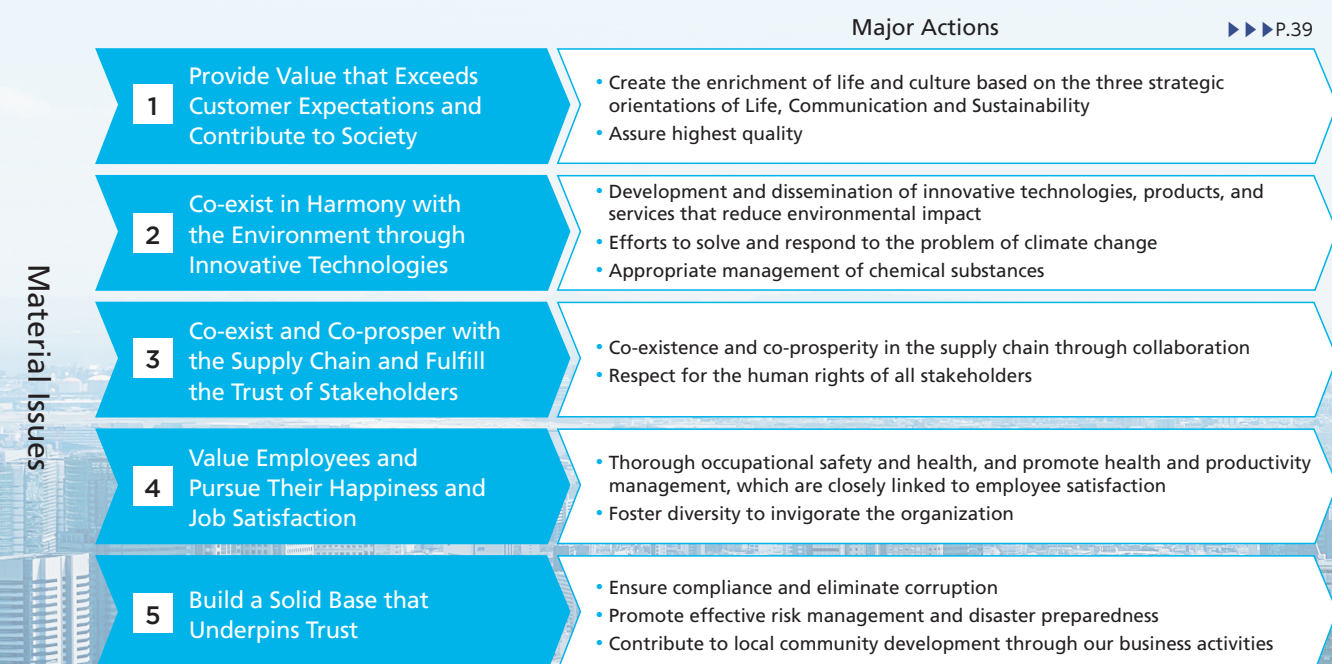 Major Actions
▶▶▶P.39
Material Issues
1
Provide Value that Exceeds
Customer Expectations and
Contribute to Society
• Create the enrichment of life and culture based on the three strategic
orientations of Life, Communication and Sustainability
• Assure highest quality
2
Co-exist in Harmony with
the Environment through
Innovative Technologies
• Development and dissemination of innovative technologies, products, and
services that reduce environmental impact
• Efforts to solve and respond to the problem of climate change
• Appropriate management of chemical substances
3
Co-exist and Co-prosper with
the Supply Chain and Fulfill
the Trust of Stakeholders
• Co-existence and co-prosperity in the supply chain through collaboration
• Respect for the human rights of all stakeholders
4
Value Employees and
Pursue Their Happiness and
Job Satisfaction
• Thorough occupational safety and health, and promote health and productivity
management, which are closely linked to employee satisfaction
• Foster diversity to invigorate the organization
5
Build a Solid Base that
Underpins Trust
• Ensure compliance and eliminate corruption
• Promote effective risk management and disaster preparedness
• Contribute to local community development through our business activities